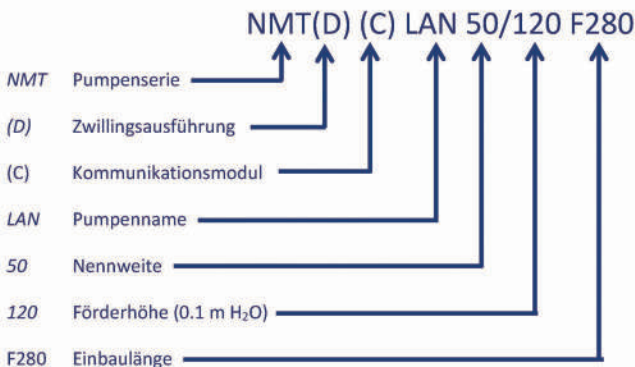 NMT(D) (C) LAN 50/120 F280
NMT Pumpenserie
(D) Zwillingsausführung
(C) Kommunikationsmodul
LAN Pumpenname
50 Nennweite
120 Förderhöhe (0.1 m H₂O)
F280 Einbaulänge